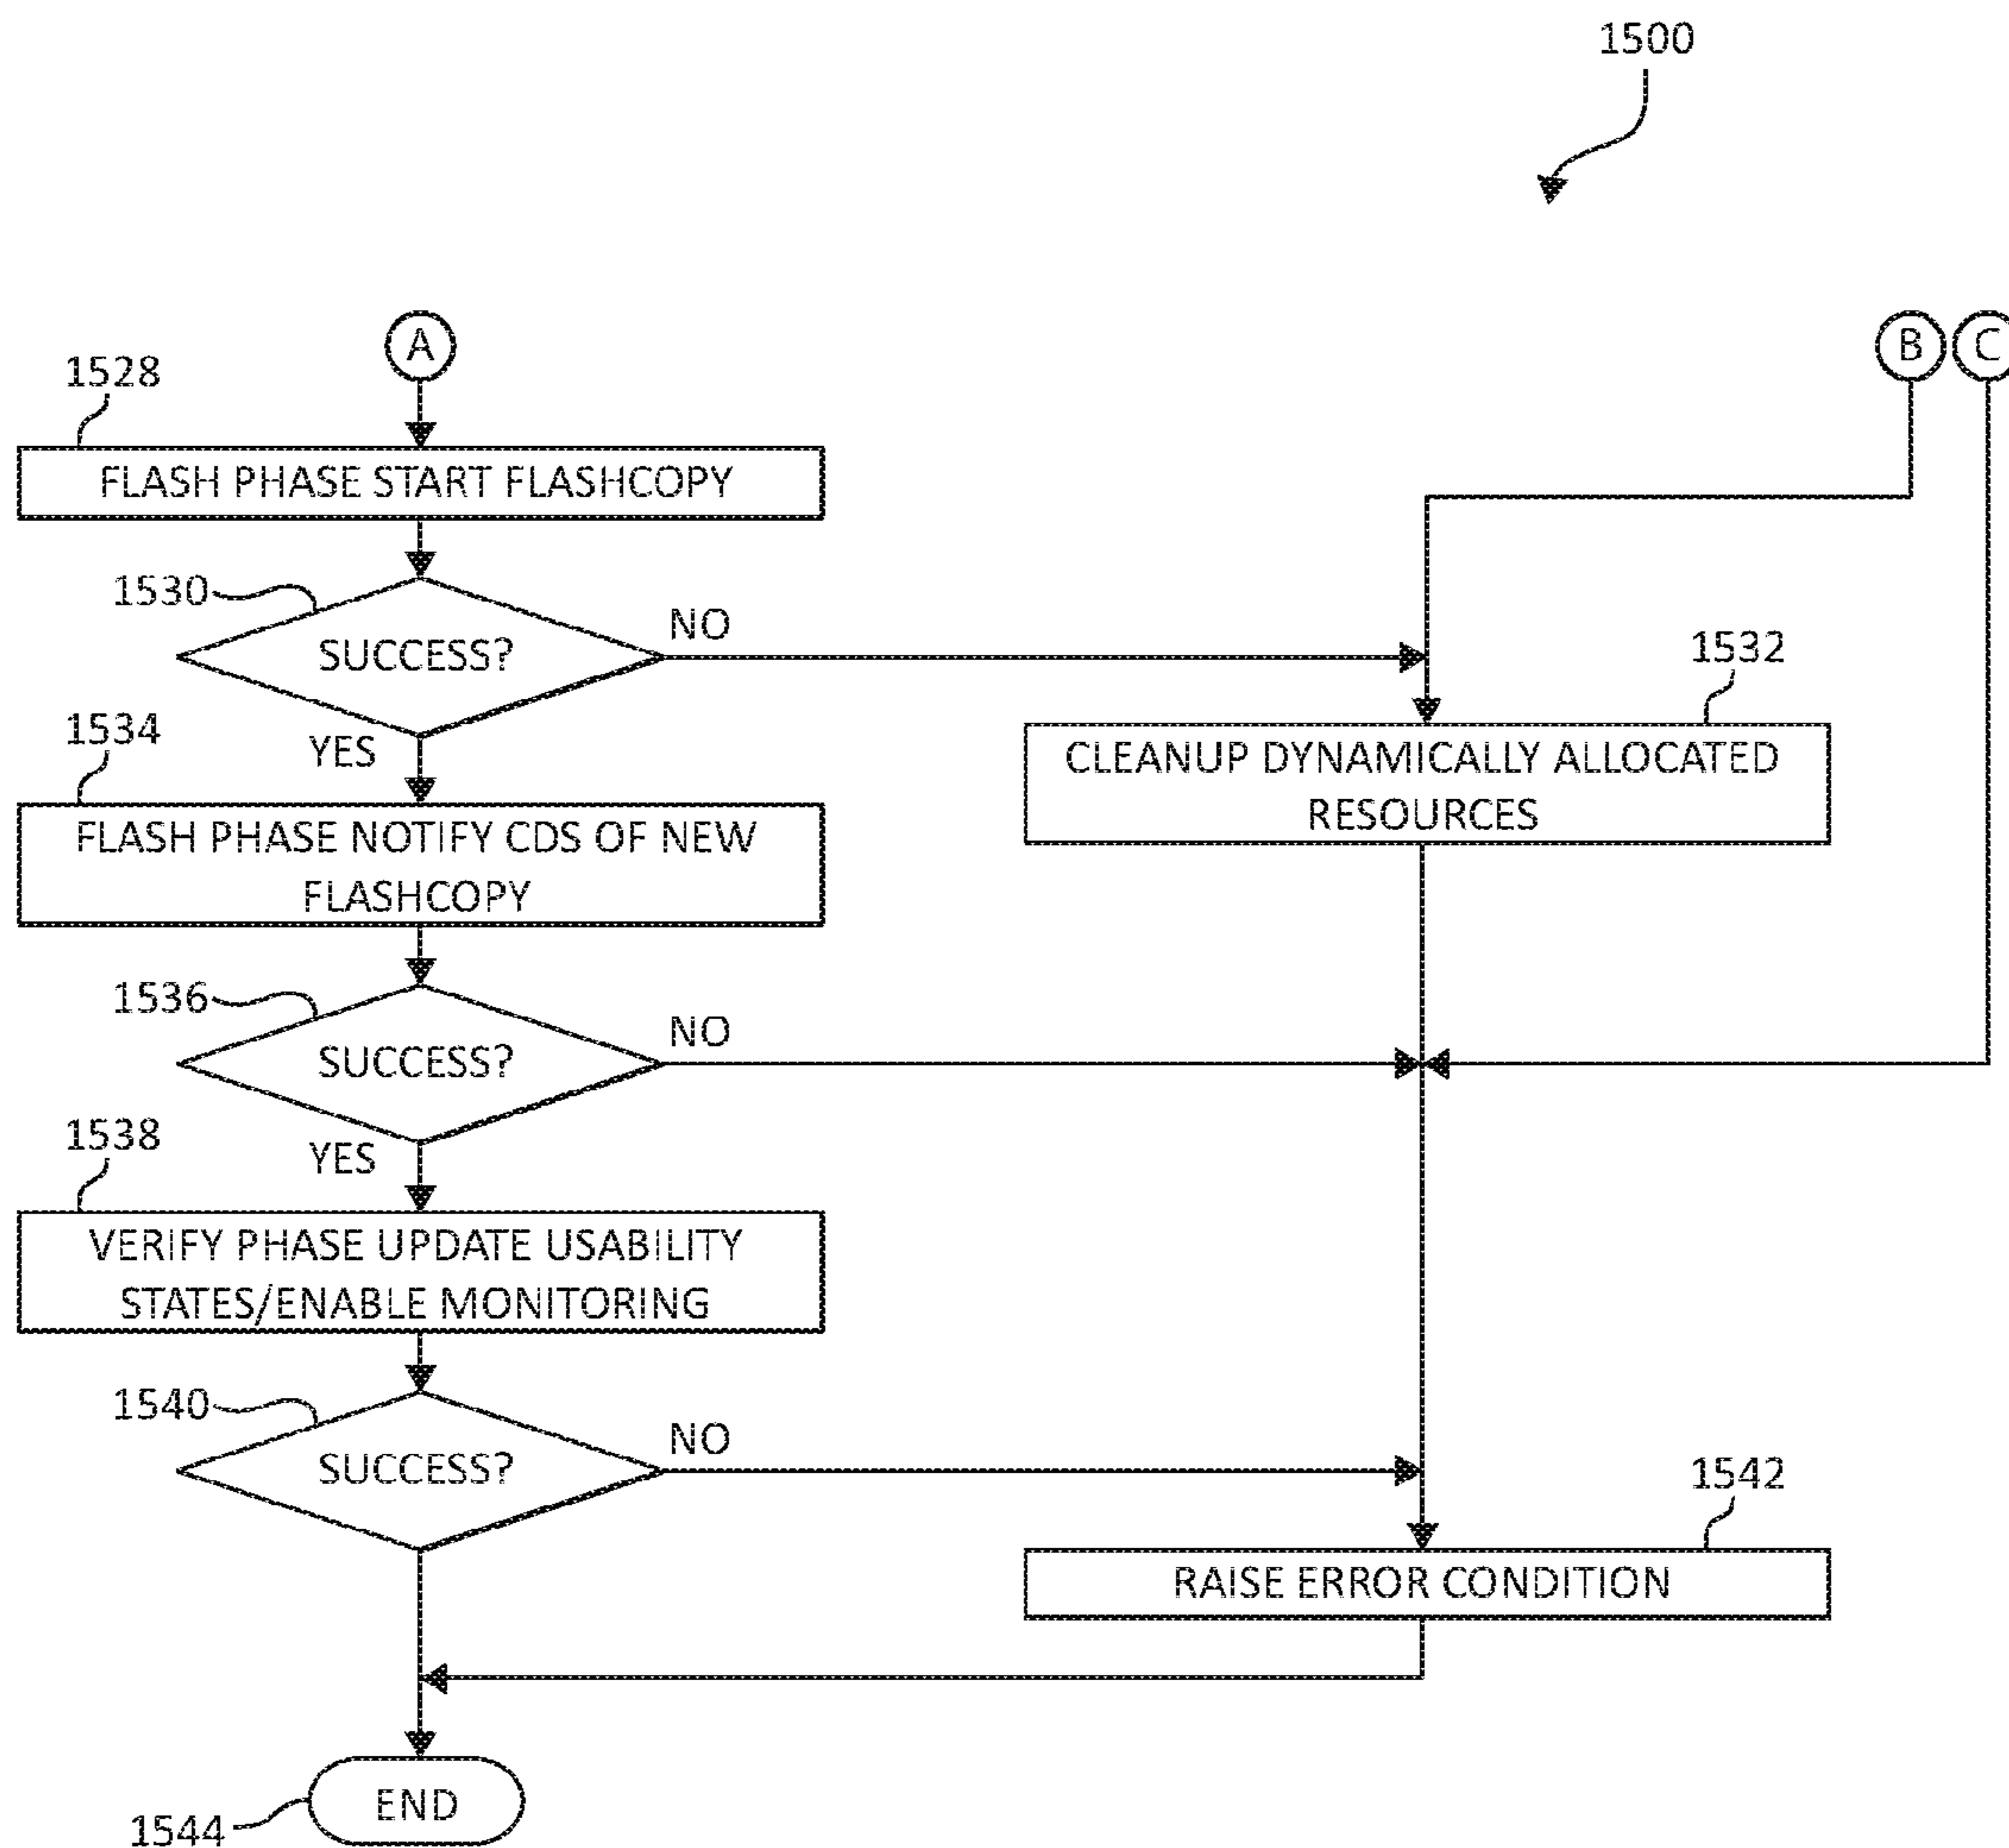 1500
A
B
C
1528
FLASH PHASE START FLASHCOPY
1530
SUCCESS?
NO
YES
1532
CLEANUP DYNAMICALLY ALLOCATED
RESOURCES
1534
FLASH PHASE NOTIFY CDS OF NEW
FLASHCOPY
1536
SUCCESS?
NO
YES
1538
VERIFY PHASE UPDATE USABILITY
STATES/ENABLE MONITORING
1540
SUCCESS?
NO
1542
RAISE ERROR CONDITION
END
1544